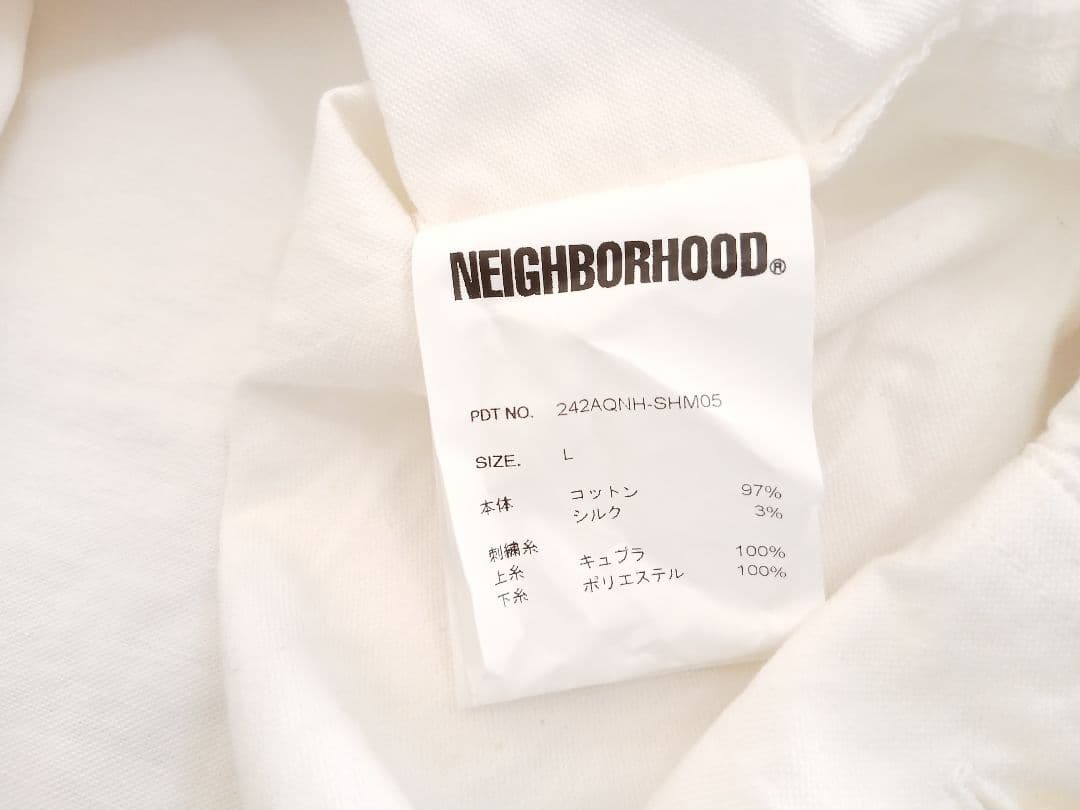 NEIGHBORHOOD®
PDT NO. 242AQNH-SHM05
SIZE. L
本体 コットン 97%
シルク 3%
刺繍糸
上糸 キュプラ 100%
下糸 ポリエステル 100%